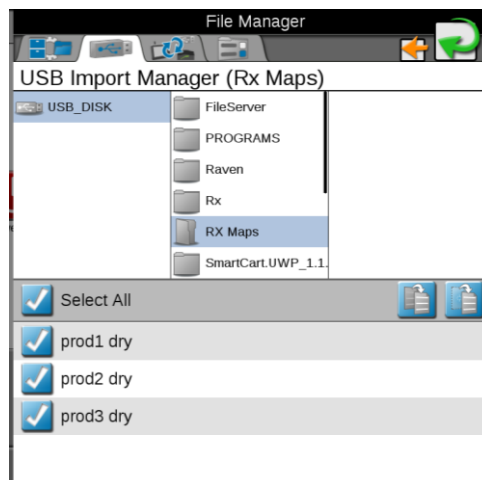 File Manager
USB Import Manager (Rx Maps)
USB_DISK
FileServer
PROGRAMS
Raven
Rx
RX Maps
SmartCart.UWP_1.1.
Select All
prod1 dry
prod2 dry
prod3 dry